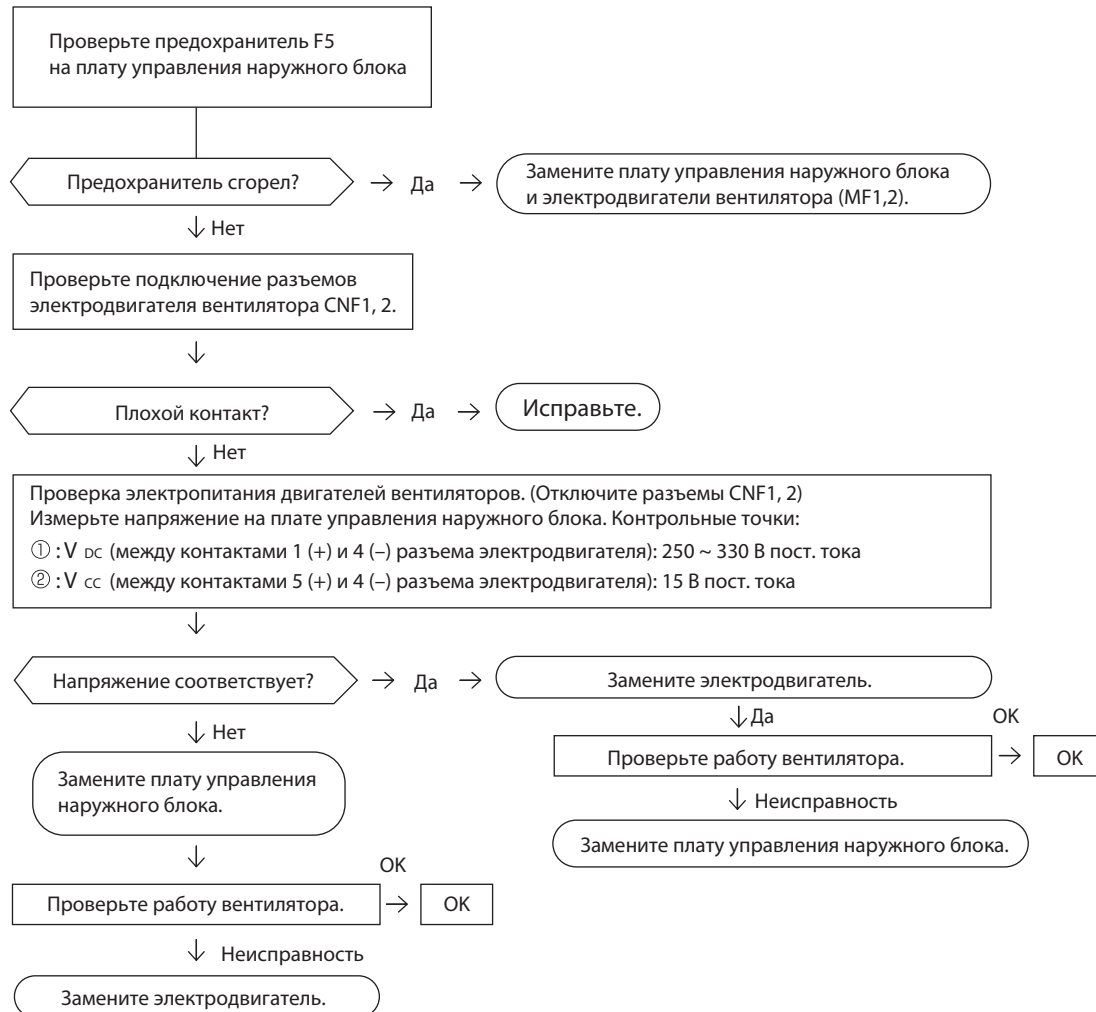 Проверьте предохранитель F5
на плату управления наружного блока
Предохранитель сгорел?
→ Да →
Замените плату управления наружного блока
и электродвигатели вентилятора (MF1,2).
↓ Нет
Проверьте подключение разъемов
электродвигателя вентилятора CNF1, 2.
↓
Плохой контакт?
→ Да →
Исправьте.
↓ Нет
Проверка электропитания двигателей вентиляторов. (Отключите разъемы CNF1, 2)
Измерьте напряжение на плате управления наружного блока. Контрольные точки:
① : V DC (между контактами 1 (+) и 4 (–) разъема электродвигателя): 250 ~ 330 В пост. тока
② : V CC (между контактами 5 (+) и 4 (–) разъема электродвигателя): 15 В пост. тока
↓
Напряжение соответствует?
→ Да →
Замените электродвигатель.
↓ Да
Проверьте работу вентилятора.
OK
→
OK
↓ Неисправность
Замените плату управления наружного блока.
↓ Нет
Замените плату управления
наружного блока.
↓
Проверьте работу вентилятора.
OK
→
OK
↓ Неисправность
Замените электродвигатель.